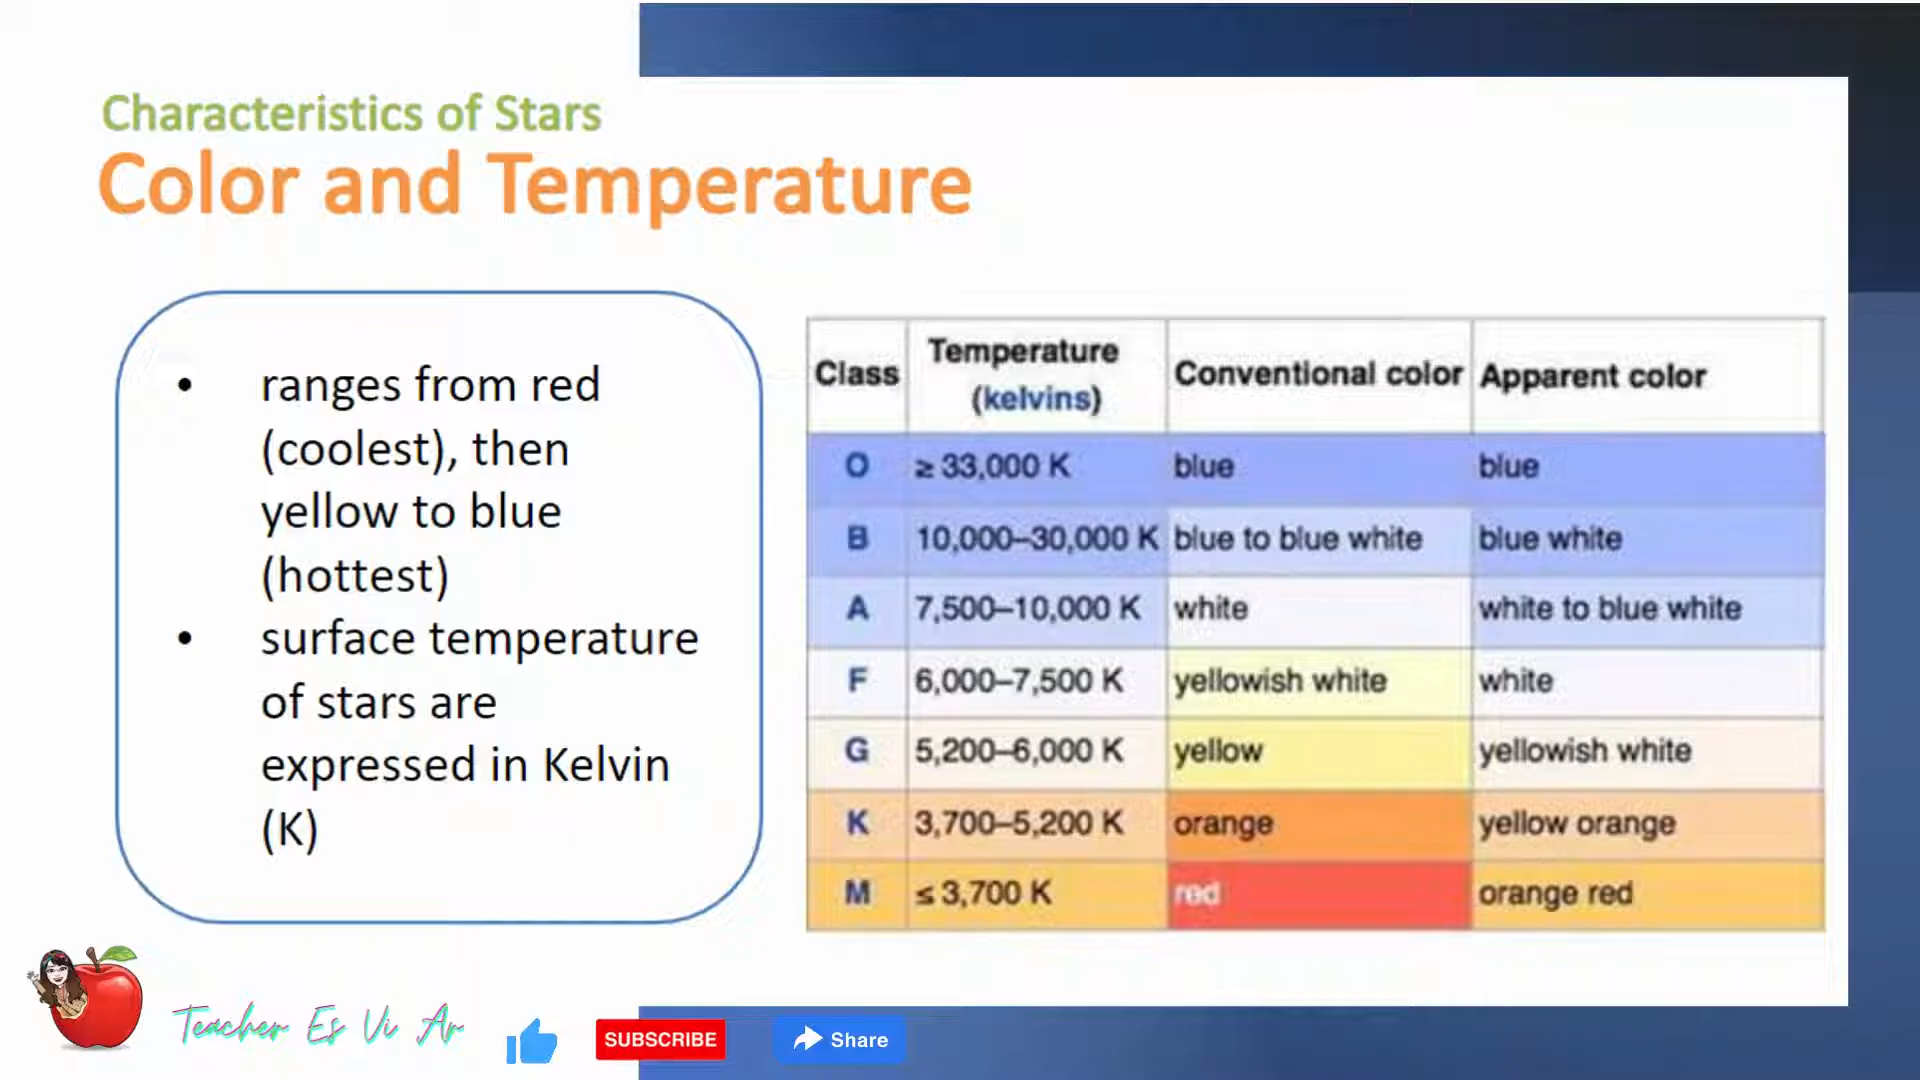 Characteristics of Stars
Color and Temperature
• ranges from red
(coolest), then
yellow to blue
(hottest)
• surface temperature
of stars are
expressed in Kelvin
(K)
Class Temperature (kelvins) Conventional color Apparent color
O ≥ 33,000 K blue blue
B 10,000–30,000 K blue to blue white blue white
A 7,500–10,000 K white white to blue white
F 6,000–7,500 K yellowish white white
G 5,200–6,000 K yellow yellowish white
K 3,700–5,200 K orange yellow orange
M ≤ 3,700 K red orange red
Teacher Es Vi Ar
SUBSCRIBE
Share